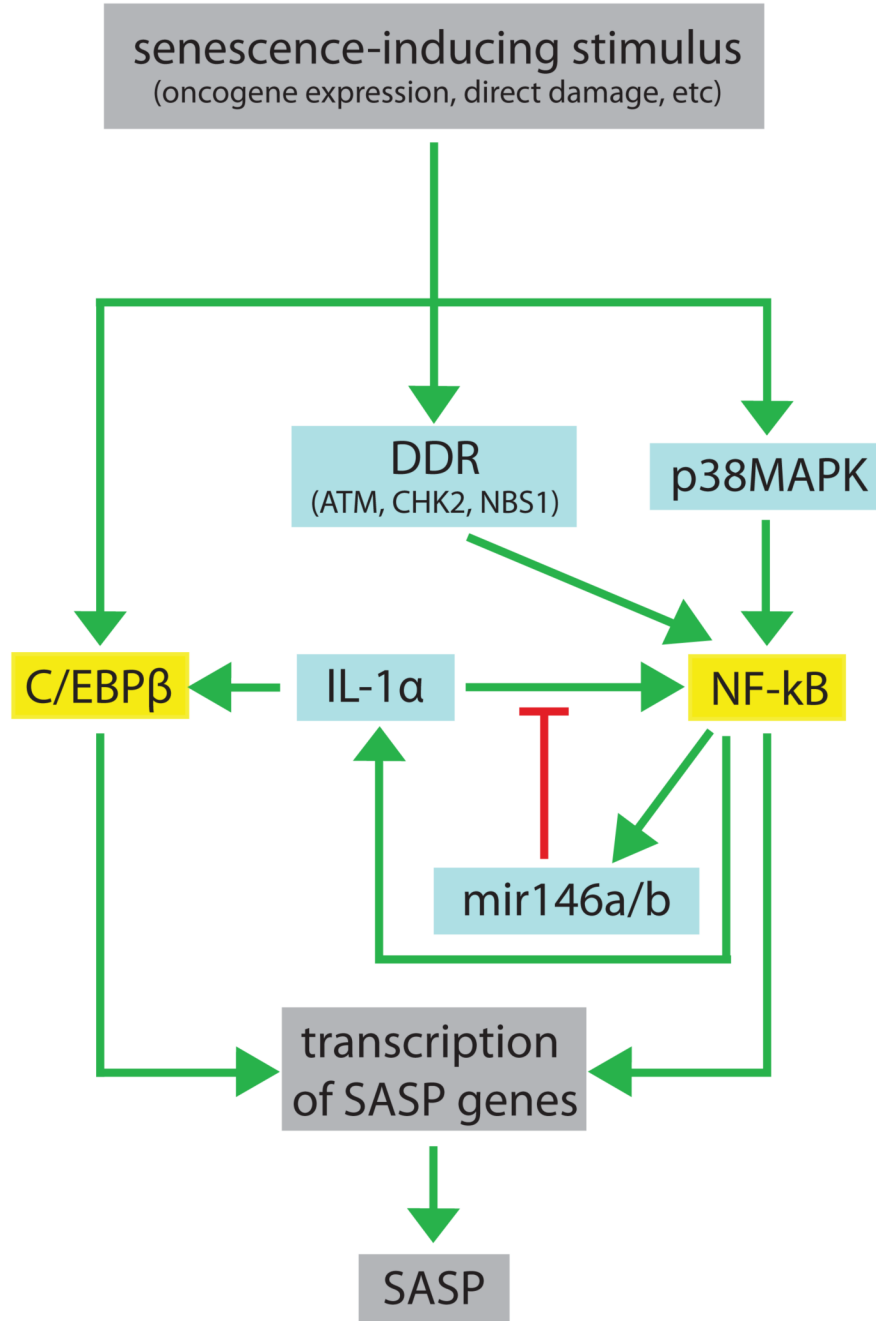 senescence-inducing stimulus
(oncogene expression, direct damage, etc)
DDR
(ATM, CHK2, NBS1)
p38MAPK
C/EBPβ
IL-1α
NF-kB
mir146a/b
transcription
of SASP genes
SASP